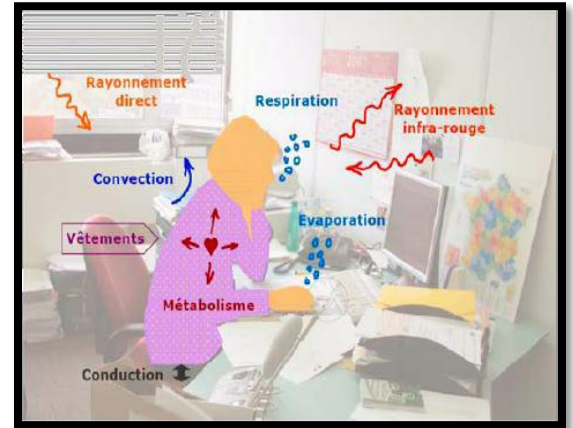 Rayonnement
direct
Respiration
Rayonnement
infra-rouge
Convection
Evaporation
Vêtements
Métabolisme
Conduction